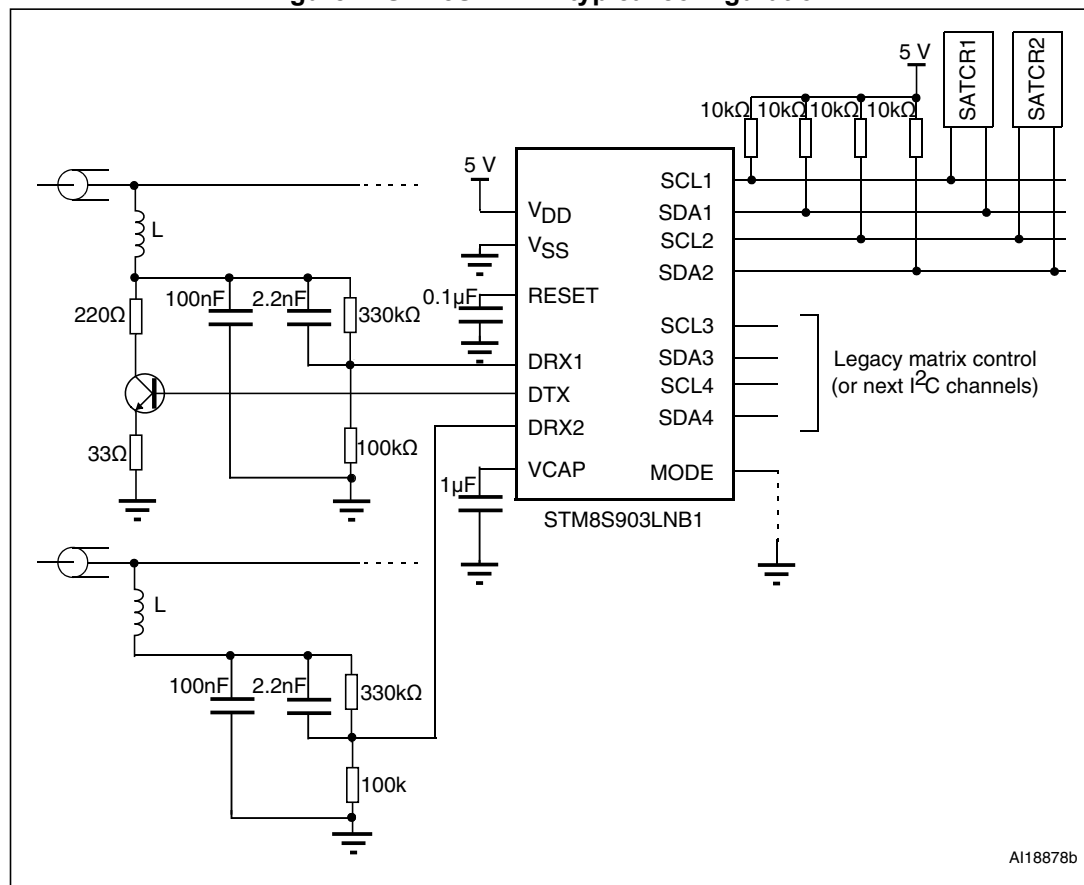 5 V
SATCR1
SATCR2
10kΩ 10kΩ 10kΩ 10kΩ
5 V
SCL1
VDD
SDA1
SCL2
VSS
SDA2
L
100nF
2.2nF
330kΩ
0.1µF
RESET
220Ω
SCL3
DRX1
SDA3
Legacy matrix control
(or next I2C channels)
DTX
SCL4
DRX2
SDA4
33Ω
100kΩ
1µF
VCAP
MODE
STM8S903LNB1
L
100nF
2.2nF
330kΩ
100k
AI18878b